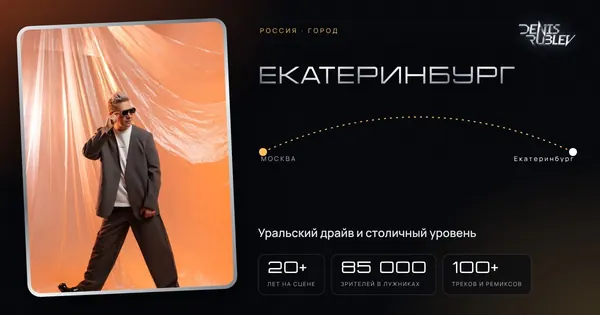 РОССИЯ · ГОРОД
DENIS
RUBLEV
ЕКАТЕРИНБУРГ
МОСКВА
Екатеринбург
Уральский драйв и столичный уровень
20+
ЛЕТ НА СЦЕНЕ
85 000
ЗРИТЕЛЕЙ В ЛУЖНИКАХ
100+
ТРЕКОВ И РЕМИКСОВ